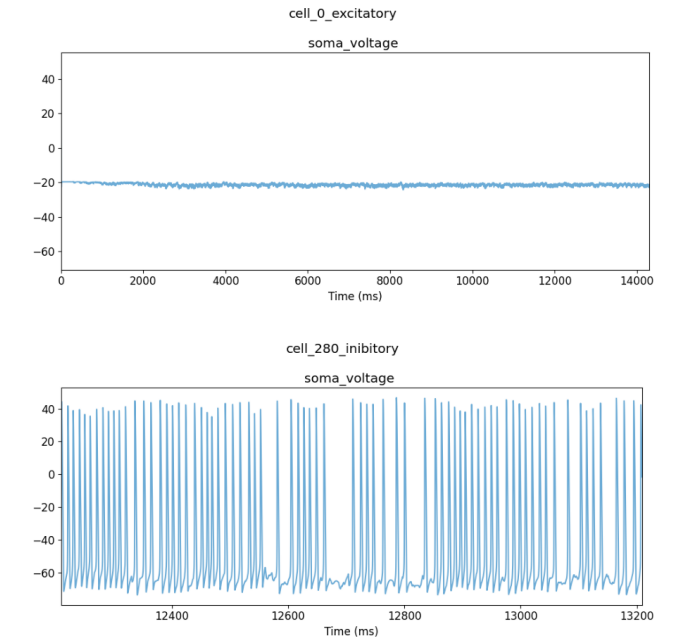 cell_0_excitatory
soma_voltage
40
20
0
−20
−40
−60
0 2000 4000 6000 8000 10000 12000 14000
Time (ms)
cell_280_inibitory
soma_voltage
40
20
0
−20
−40
−60
12400 12600 12800 13000 13200
Time (ms)